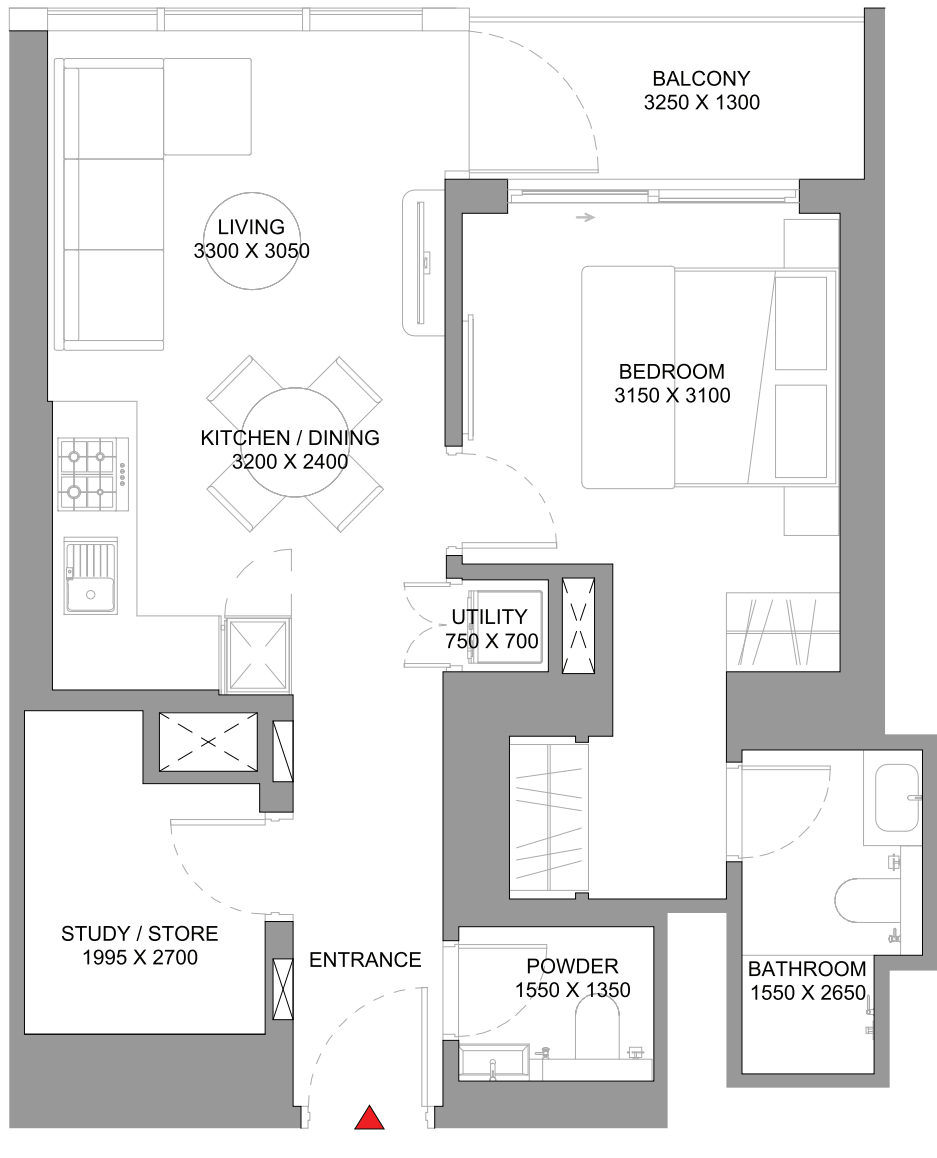 BALCONY
3250 X 1300
LIVING
3300 X 3050
BEDROOM
3150 X 3100
KITCHEN / DINING
3200 X 2400
UTILITY
750 X 700
STUDY / STORE
1995 X 2700
ENTRANCE
POWDER
1550 X 1350
BATHROOM
1550 X 2650